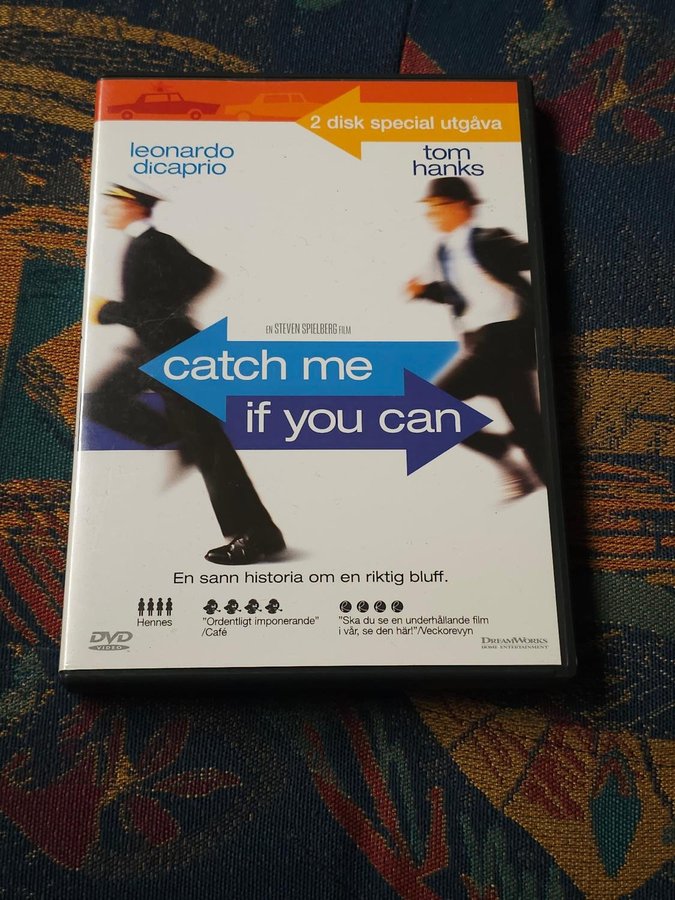 2 disk special utgåva
leonardo
dicaprio
tom
hanks
EN STEVEN SPIELBERG FILM
catch me
if you can
En sann historia om en riktig bluff.
Hennes
"Ordentligt imponerande"
/Café
"Ska du se en underhållande film
i vår, se den här!"/Veckorevyn
DVD
VIDEO
DREAMWORKS
HOME ENTERTAINMENT